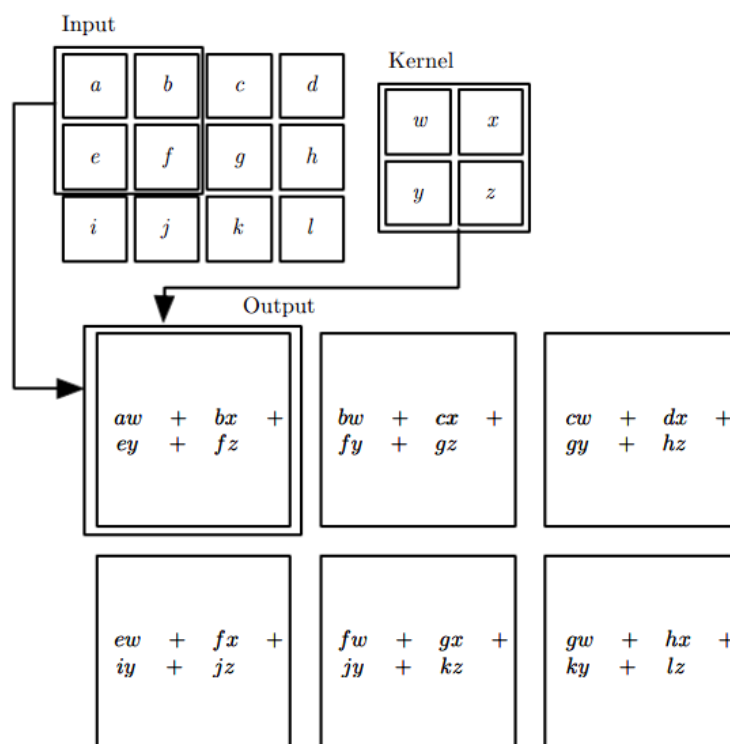 Input
Kernel
a b c d
w x
e f g h
y z
i j k l
Output
aw + bx +
ey + fz
bw + cx +
fy + gz
cw + dx +
gy + hz
ew + fx +
iy + jz
fw + gx +
jy + kz
gw + hx +
ky + lz